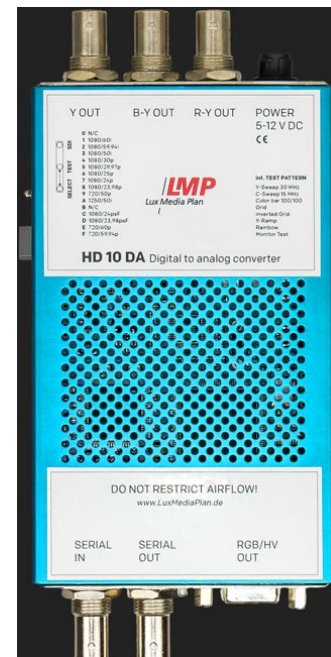 Y OUT B-Y OUT R-Y OUT POWER
5-12 V DC
CE
SELECT TEST SDI
0 N/C
1 1080/60i
2 1080/59.94i
3 1080/50i
4 1080/30p
5 1080/29.97p
6 1080/25p
7 1080/24p
8 1080/23.98p
9 720/50p
A 1250/50i
B N/C
C 1080/24psF
D 1080/23.98psF
E 720/60p
F 720/59.94p
LMP
Lux Media Plan
Int. TEST PATTERN
Y-Sweep 30 MHz
C-Sweep 15 MHz
Color bar 100/100
Grid
Inverted Grid
Y-Ramp
Rainbow
Monitor Test
HD 10 DA Digital to analog converter
DO NOT RESTRICT AIRFLOW!
www.LuxMediaPlan.de
SERIAL SERIAL RGB/HV
IN OUT OUT